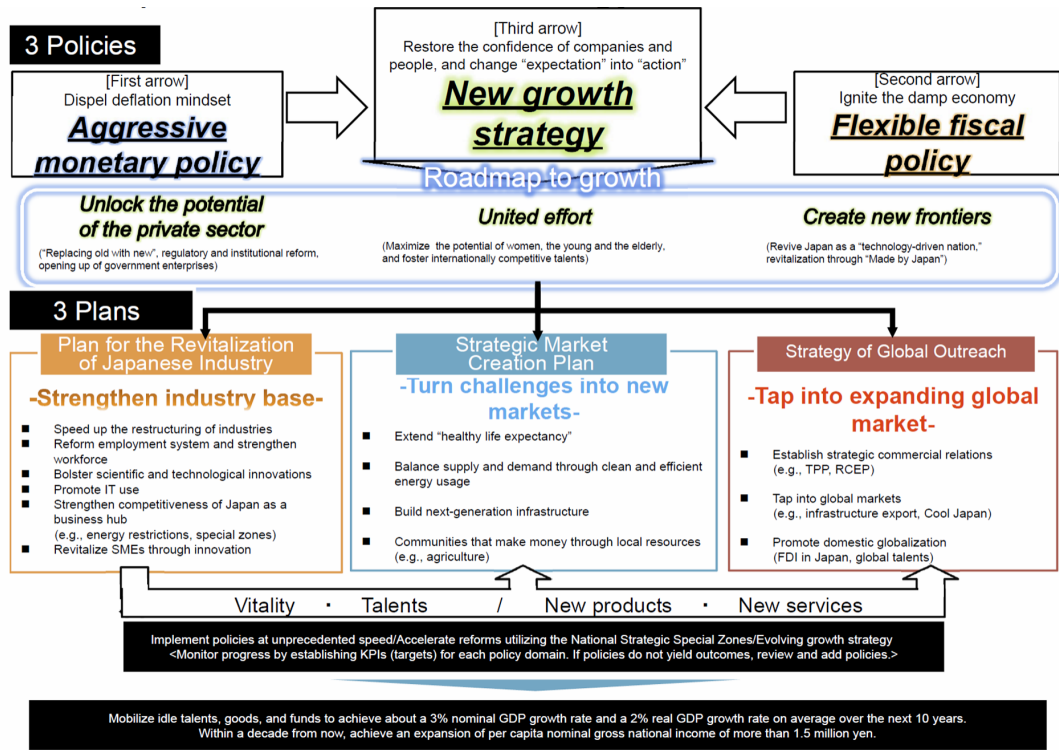 3 Policies
[First arrow]
Dispel deflation mindset
Aggressive
monetary policy
[Third arrow]
Restore the confidence of companies and
people, and change “expectation” into “action”
New growth
strategy
[Second arrow]
Ignite the damp economy
Flexible fiscal
policy
Roadmap to growth
Unlock the potential
of the private sector
(“Replacing old with new”, regulatory and institutional reform,
opening up of government enterprises)
United effort
(Maximize the potential of women, the young and the elderly,
and foster internationally competitive talents)
Create new frontiers
(Revive Japan as a “technology-driven nation,”
revitalization through “Made by Japan”)
3 Plans
Plan for the Revitalization
of Japanese Industry
-Strengthen industry base-
■ Speed up the restructuring of industries
■ Reform employment system and strengthen
workforce
■ Bolster scientific and technological innovations
■ Promote IT use
■ Strengthen competitiveness of Japan as a
business hub
(e.g., energy restrictions, special zones)
■ Revitalize SMEs through innovation
Strategic Market
Creation Plan
-Turn challenges into new
markets-
■ Extend “healthy life expectancy”
■ Balance supply and demand through clean and efficient
energy usage
■ Build next-generation infrastructure
■ Communities that make money through local resources
(e.g., agriculture)
Strategy of Global Outreach
-Tap into expanding global
market-
■ Establish strategic commercial relations
(e.g., TPP, RCEP)
■ Tap into global markets
(e.g., infrastructure export, Cool Japan)
■ Promote domestic globalization
(FDI in Japan, global talents)
Vitality ・ Talents / New products ・ New services
Implement policies at unprecedented speed/Accelerate reforms utilizing the National Strategic Special Zones/Evolving growth strategy
<Monitor progress by establishing KPIs (targets) for each policy domain. If policies do not yield outcomes, review and add policies.>
Mobilize idle talents, goods, and funds to achieve about a 3% nominal GDP growth rate and a 2% real GDP growth rate on average over the next 10 years.
Within a decade from now, achieve an expansion of per capita nominal gross national income of more than 1.5 million yen.